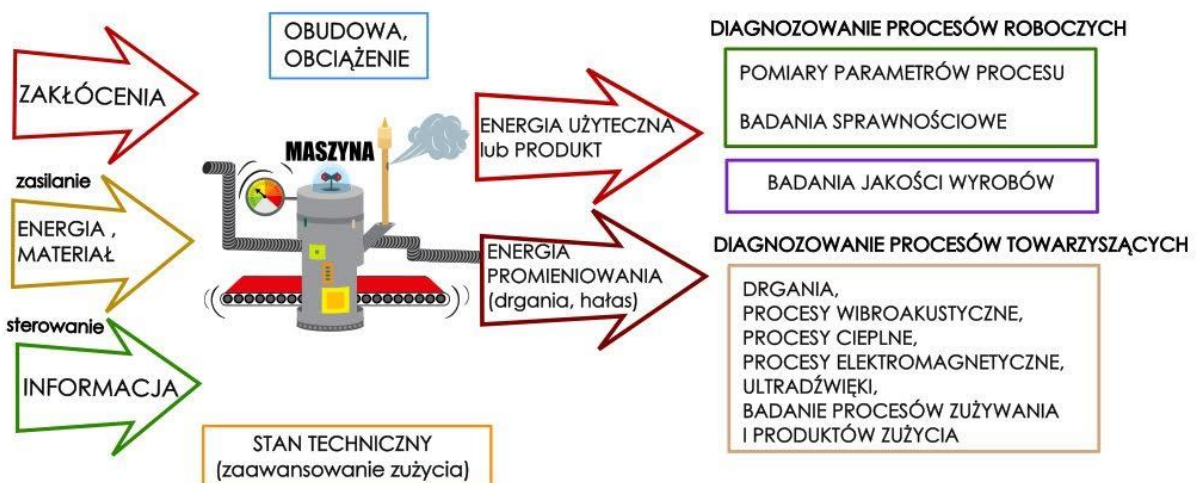 ZAKŁÓCENIA
zasilanie
ENERGIA ,
MATERIAŁ
sterowanie
INFORMACJA
OBUDOWA,
OBCIĄŻENIE
MASZYNA
STAN TECHNICZNY
(zaawansowanie zużycia)
ENERGIA UŻYTECZNA
lub PRODUKT
ENERGIA
PROMIENIOWANIA
(drgania, hałas)
DIAGNOZOWANIE PROCESÓW ROBOCZYCH
POMIARY PARAMETRÓW PROCESU
BADANIA SPRAWNOŚCIOWE
BADANIA JAKOŚCI WYROBÓW
DIAGNOZOWANIE PROCESÓW TOWARZYSZĄCYCH
DRGANIA,
PROCESY WIBROAKUSTYCZNE,
PROCESY CIEPLNE,
PROCESY ELEKTROMAGNETYCZNE,
ULTRADŹWIĘKI,
BADANIE PROCESÓW ZUŻYWANIA
I PRODUKTÓW ZUŻYCIA